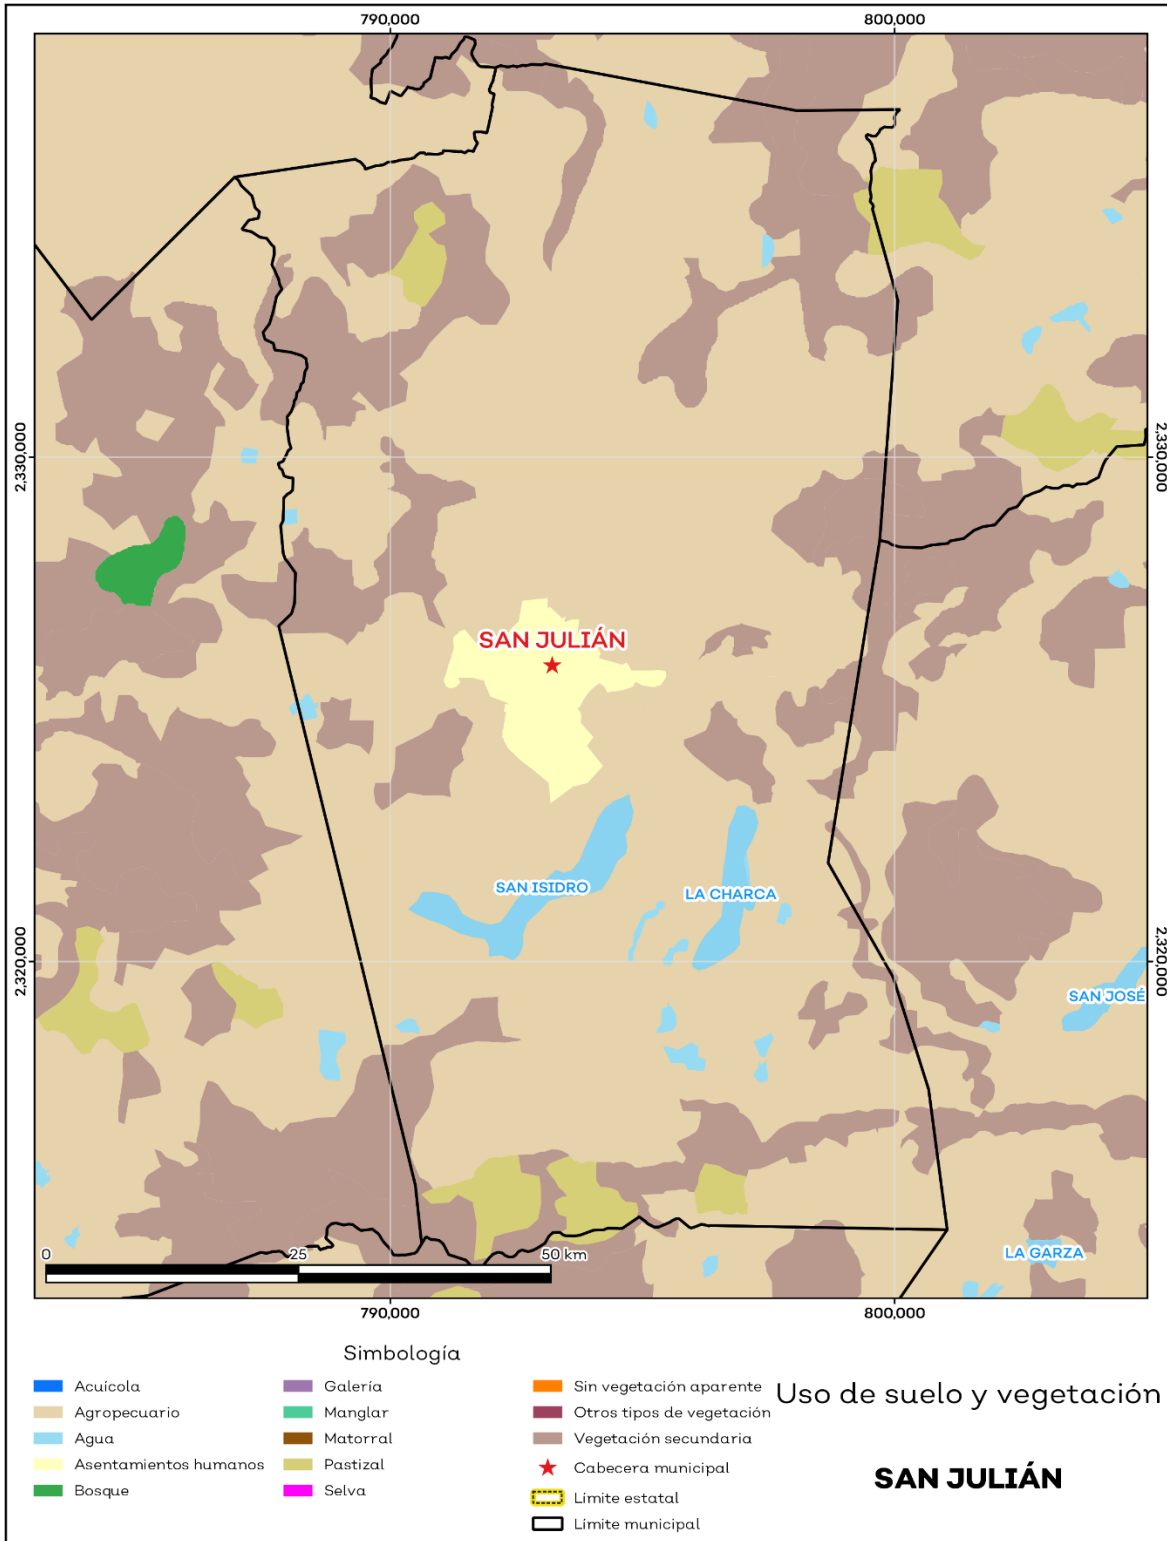 790,000
800,000
2,330,000
2,330,000
SAN JULIÁN
SAN ISIDRO
LA CHARCA
2,320,000
2,320,000
SAN JOSÉ
LA GARZA
0
25
50 km
790,000
800,000
Simbología
Acuícola
Agropecuario
Agua
Asentamientos humanos
Bosque
Galería
Manglar
Matorral
Pastizal
Selva
Sin vegetación aparente
Otros tipos de vegetación
Vegetación secundaria
Cabecera municipal
Límite estatal
Límite municipal
Uso de suelo y vegetación
SAN JULIÁN